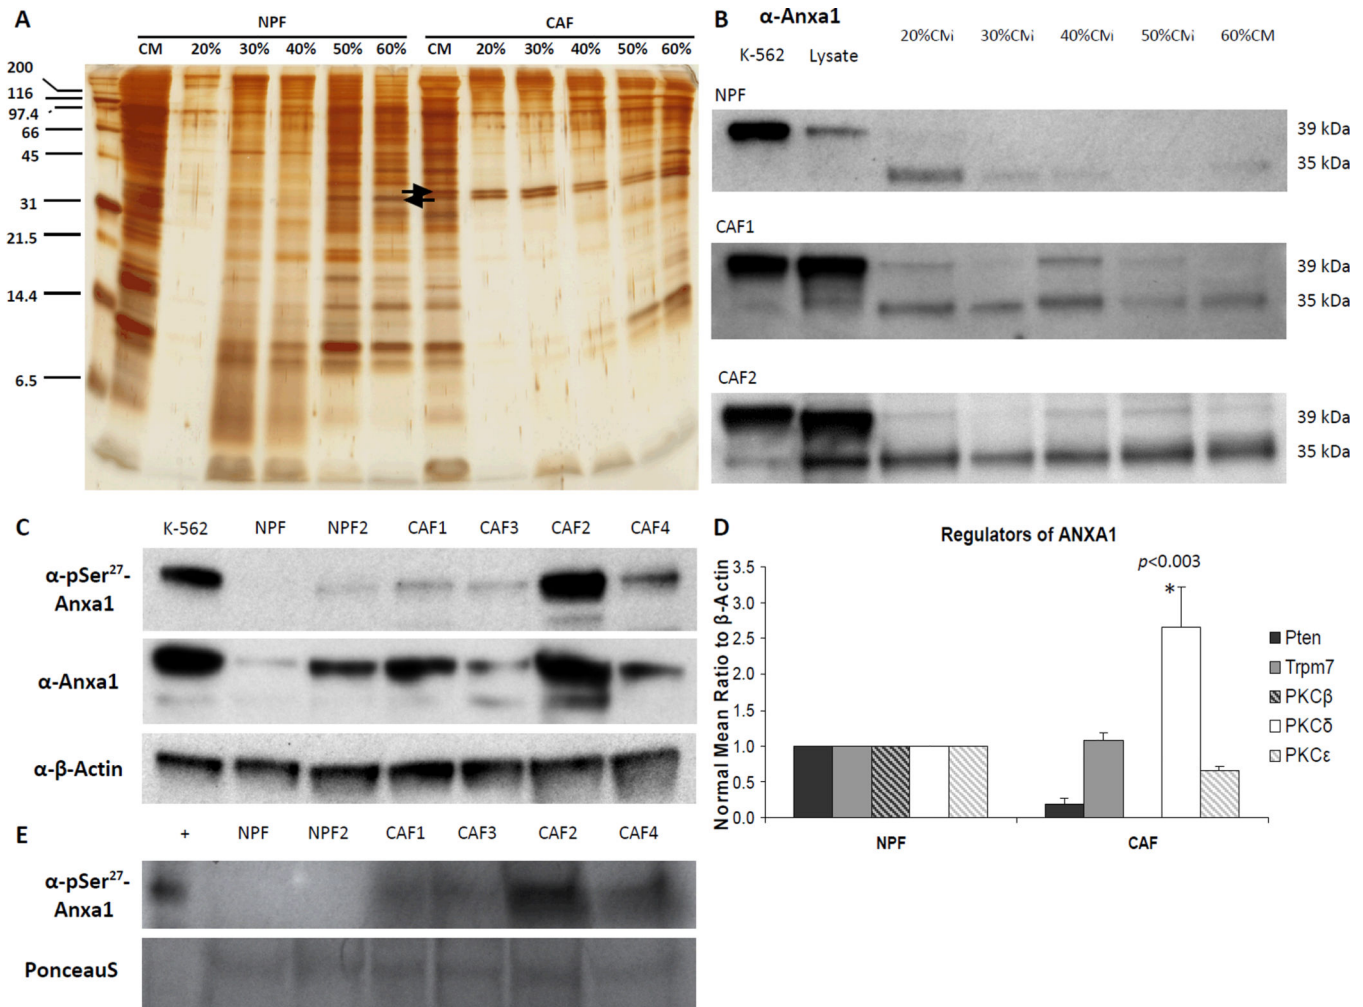 A
NPF CAF
CM 20% 30% 40% 50% 60% CM 20% 30% 40% 50% 60%
200
116
97.4
66
45
31
21.5
14.4
6.5
B α-Anxa1
K-562 Lysate 20%CM 30%CM 40%CM 50%CM 60%CM
NPF
39 kDa
35 kDa
CAF1
39 kDa
35 kDa
CAF2
39 kDa
35 kDa
C K-562 NPF NPF2 CAF1 CAF3 CAF2 CAF4
α-pSer²⁷-
Anxa1
α-Anxa1
α-β-Actin
D
Regulators of ANXA1
Normal Mean Ratio to β-Actin
3.5
3.0
2.5
2.0
1.5
1.0
0.5
0.0
p<0.003
*
NPF CAF
Pten
Trpm7
PKCβ
PKCδ
PKCε
E + NPF NPF2 CAF1 CAF3 CAF2 CAF4
α-pSer²⁷-
Anxa1
PonceauS